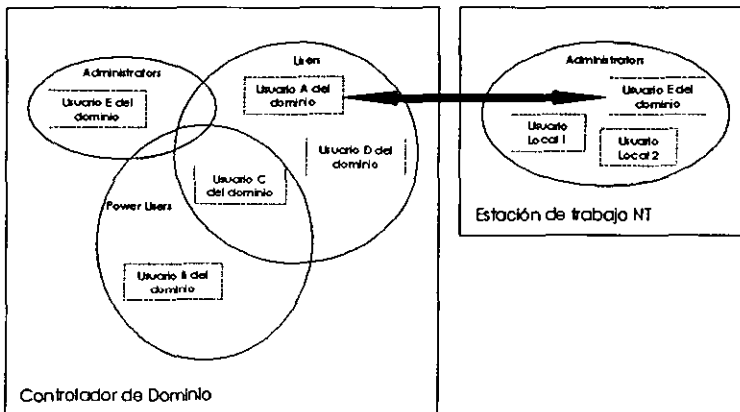 Administrators
Usuario E del
dominio
Users
Usuario A del
dominio
Usuario D del
dominio
Usuario C
del dominio
Power Users
Usuario B del
dominio
Controlador de Dominio
Administrators
Usuario E del
dominio
Usuario
Local 1
Usuario
Local 2
Estación de trabajo NT